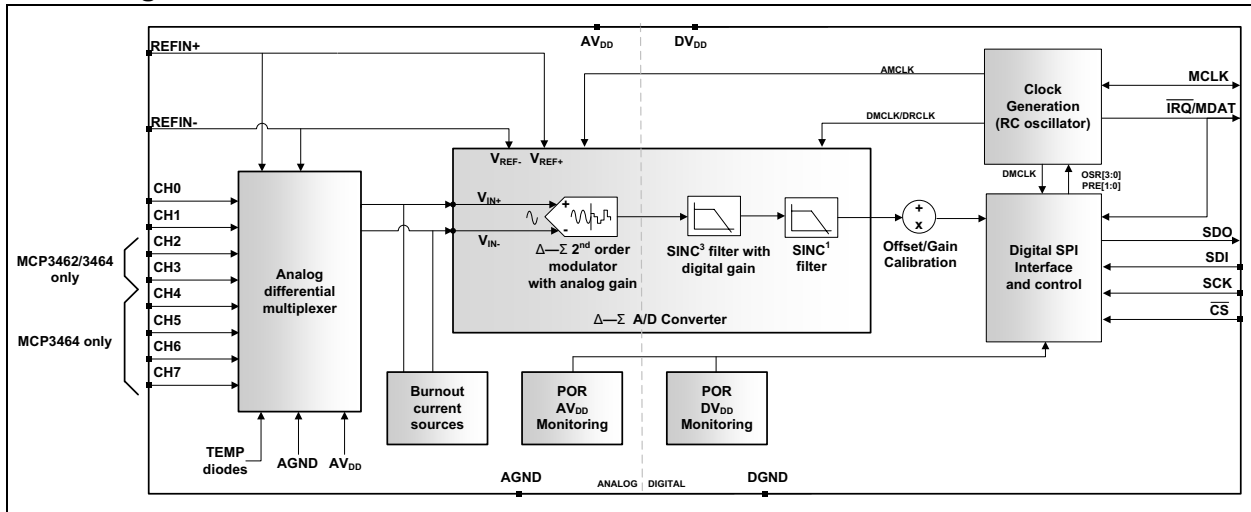 REFIN+
REFIN-
CH0
CH1
CH2
CH3
CH4
CH5
CH6
CH7
MCP3462/3464
only
MCP3464 only
Analog
differential
multiplexer
TEMP
diodes
AGND
AVDD
AVDD
DVDD
AMCLK
DMCLK/DRCLK
VREF-
VREF+
VIN+
VIN-
+
-
Δ—Σ 2nd order
modulator
with analog gain
SINC3 filter with
digital gain
SINC1
filter
Δ—Σ A/D Converter
+
x
Offset/Gain
Calibration
Burnout
current
sources
POR
AVDD
Monitoring
POR
DVDD
Monitoring
Clock
Generation
(RC oscillator)
DMCLK
OSR[3:0]
PRE[1:0]
Digital SPI
Interface
and control
MCLK
IRQ/MDAT
SDO
SDI
SCK
CS
AGND
ANALOG
DIGITAL
DGND